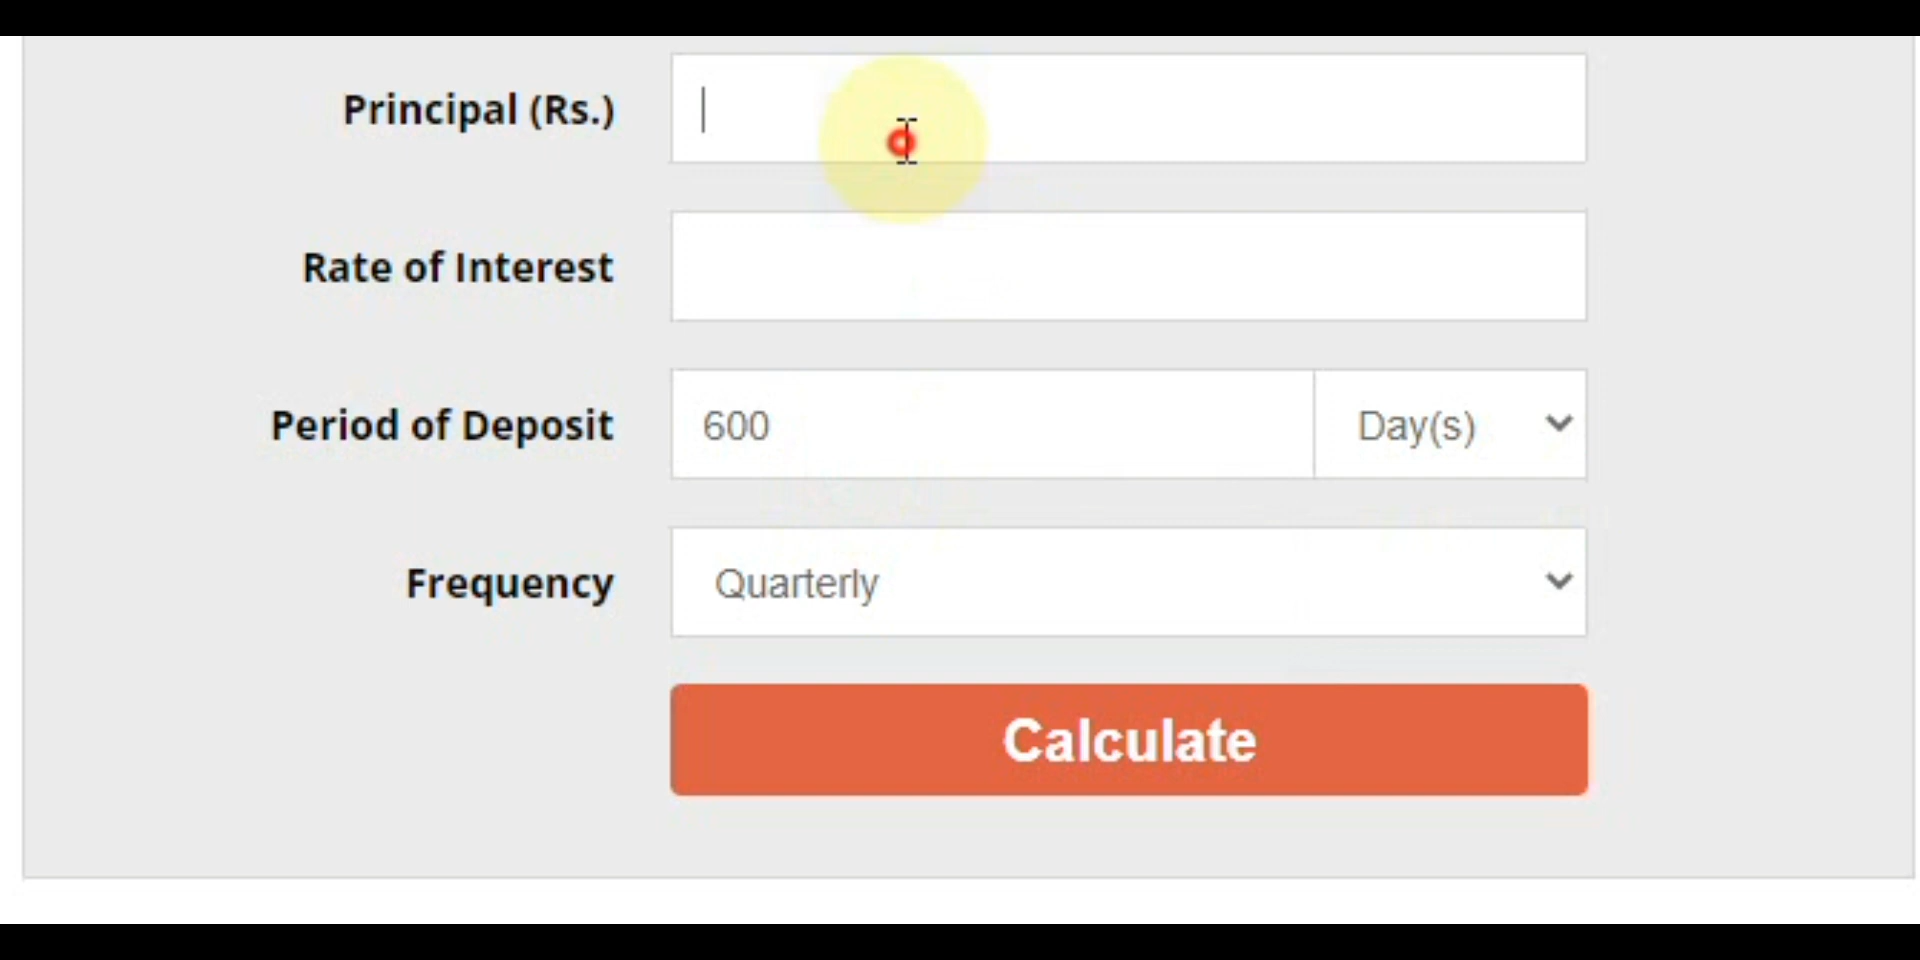 Principal (Rs.)
Rate of Interest
Period of Deposit 600 Day(s)
Frequency Quarterly
Calculate